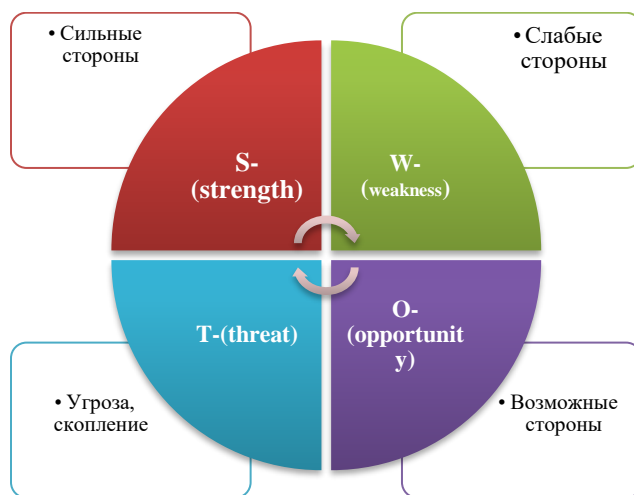 • Сильные
стороны
• Слабые
стороны
S-
(strength)
W-
(weakness)
T-(threat)
O-
(opportunit
y)
• Угроза,
скопление
• Возможные
стороны